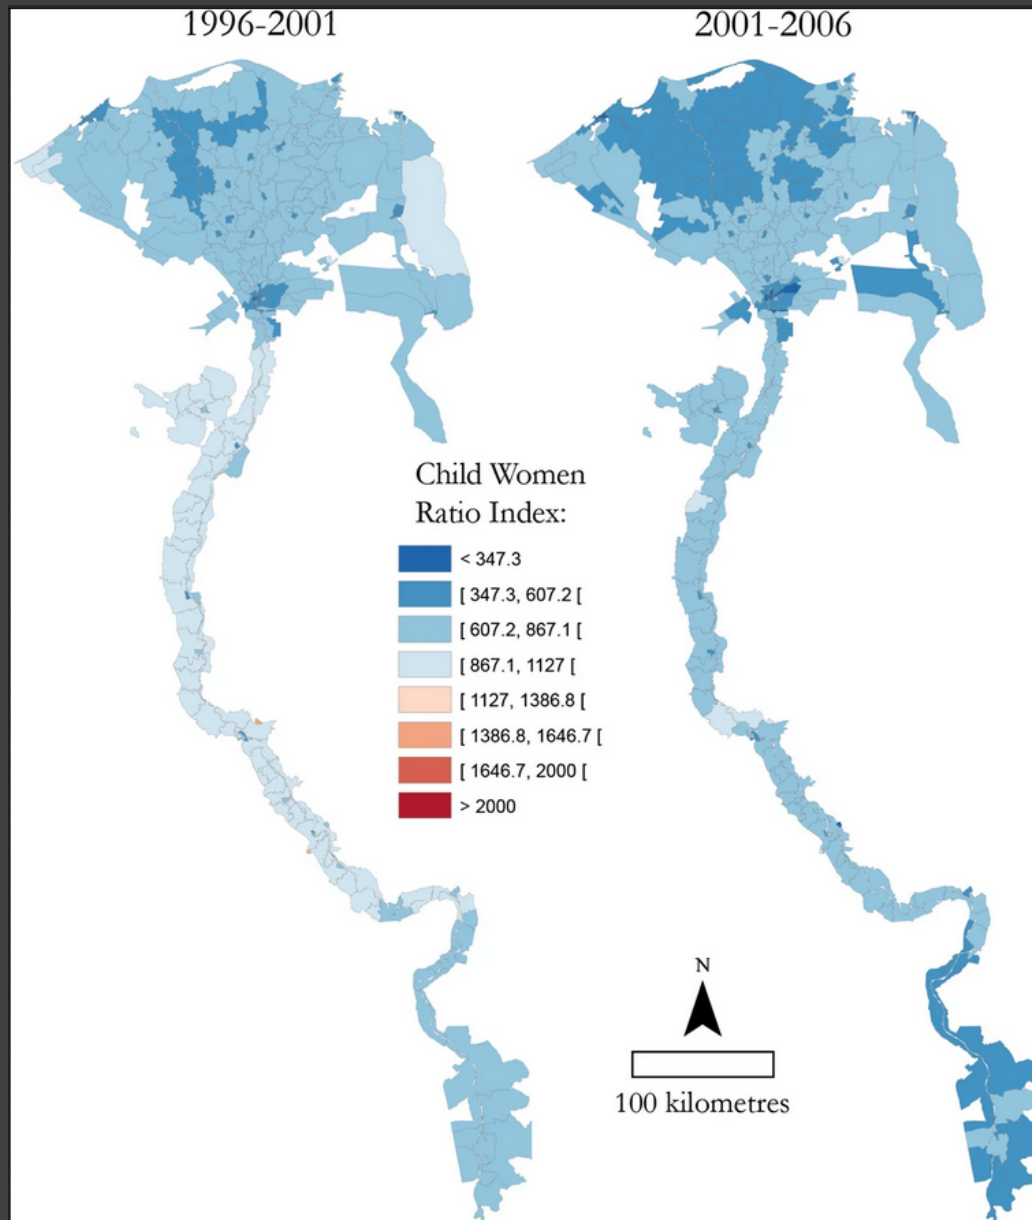 1996-2001
2001-2006
Child Women
Ratio Index:
< 347.3
[ 347.3, 607.2 [
[ 607.2, 867.1 [
[ 867.1, 1127 [
[ 1127, 1386.8 [
[ 1386.8, 1646.7 [
[ 1646.7, 2000 [
> 2000
N
100 kilometres